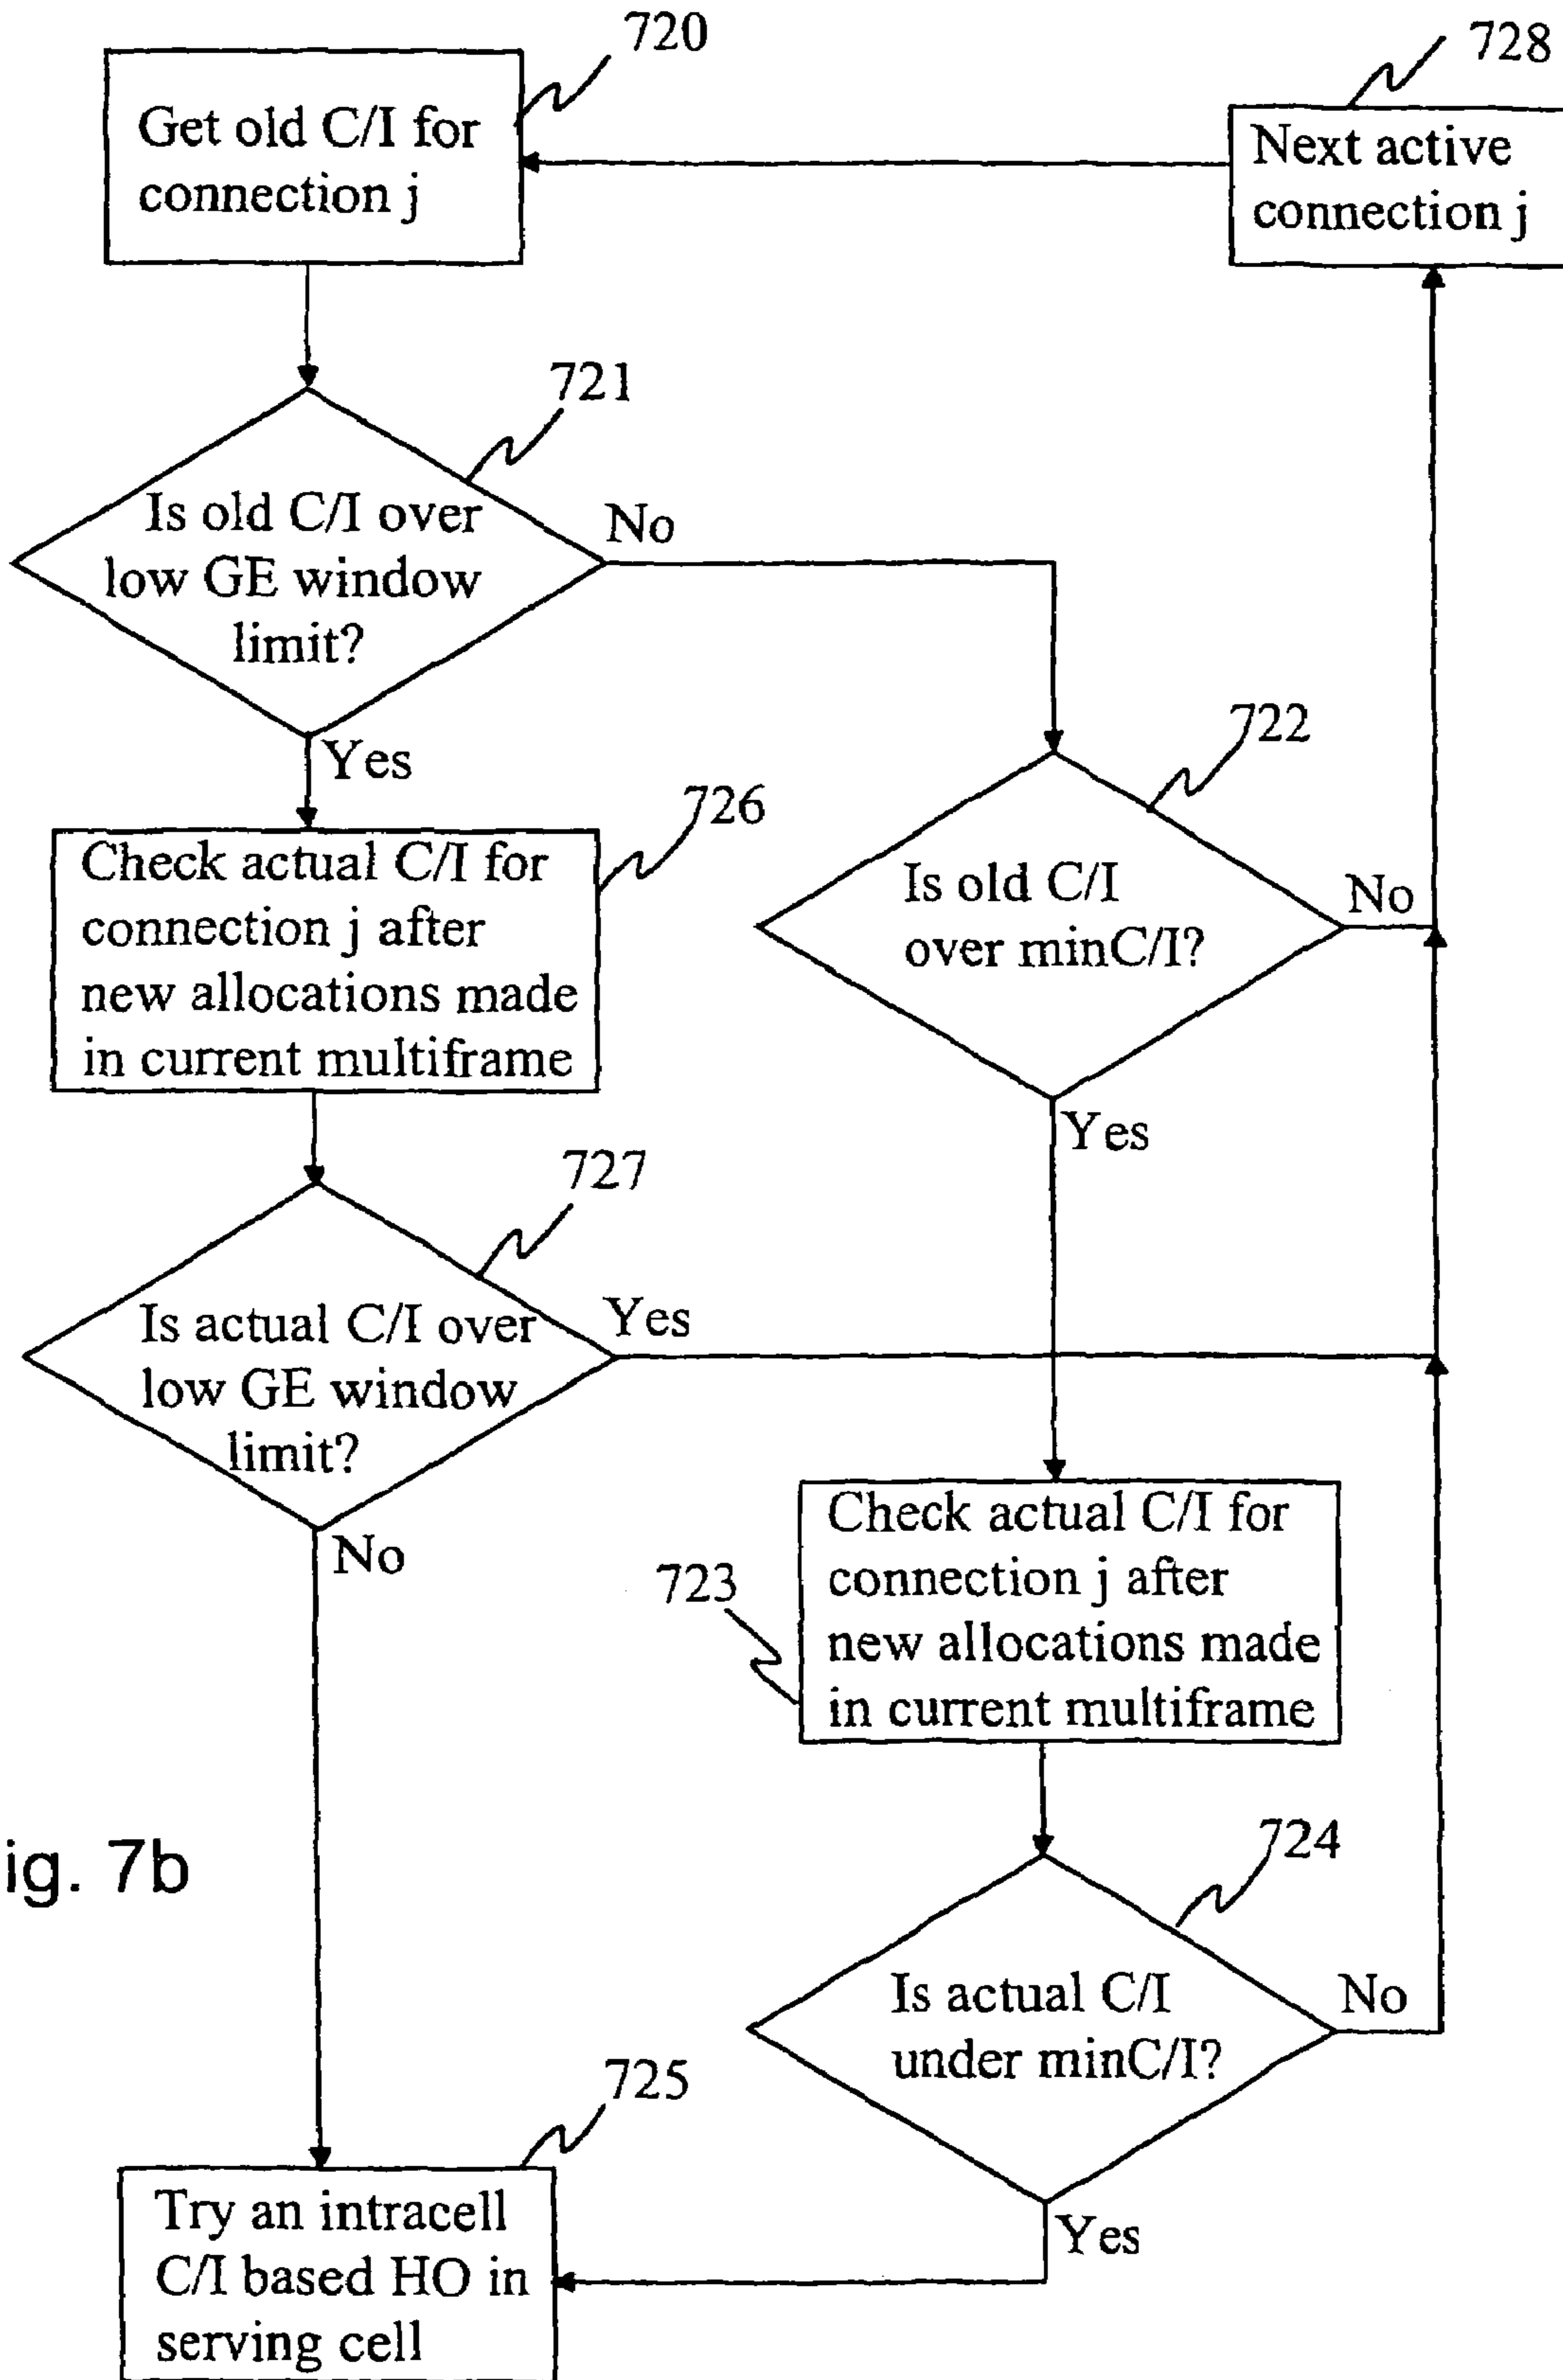 720
728
Get old C/I for
connection j
Next active
connection j
721
Is old C/I over
low GE window
limit?
No
Yes
722
726
Check actual C/I for
connection j after
new allocations made
in current multiframe
Is old C/I
over minC/I?
No
Yes
727
Is actual C/I over
low GE window
limit?
Yes
No
723
Check actual C/I for
connection j after
new allocations made
in current multiframe
ig. 7b
724
Is actual C/I
under minC/I?
No
Yes
725
Try an intracell
C/I based HO in
serving cell